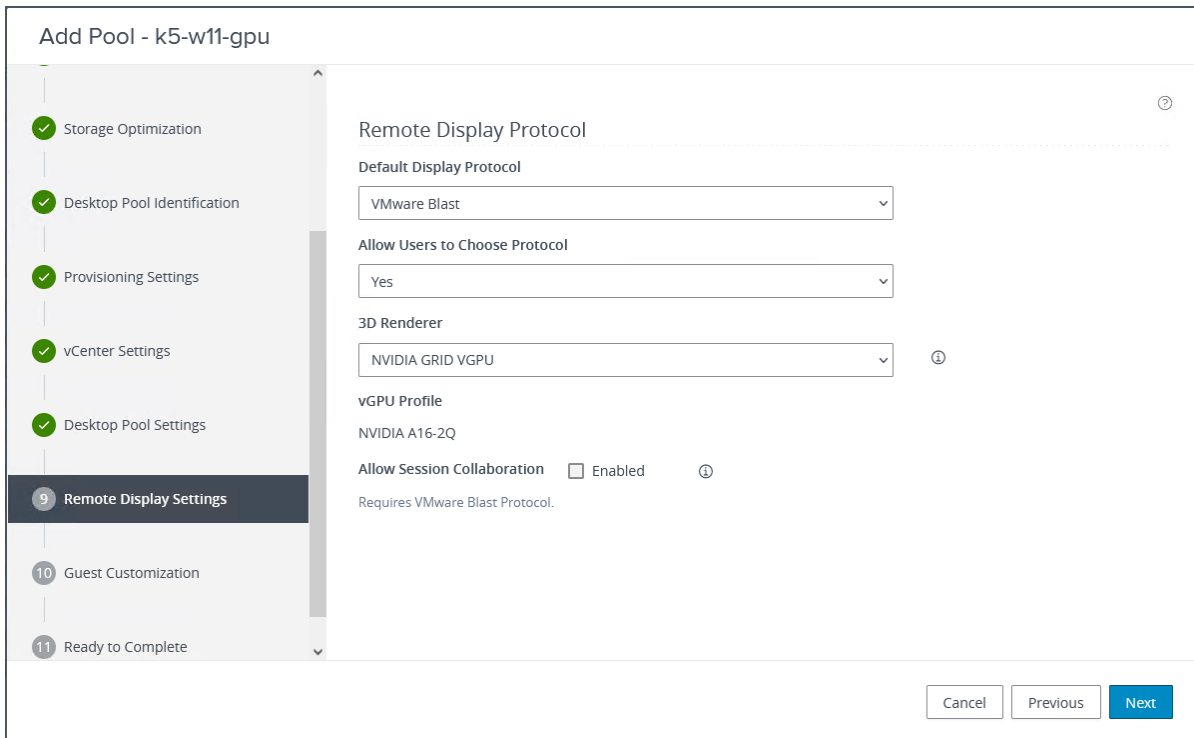 Add Pool - k5-w11-gpu
Storage Optimization
Desktop Pool Identification
Provisioning Settings
vCenter Settings
Desktop Pool Settings
9 Remote Display Settings
10 Guest Customization
11 Ready to Complete
Remote Display Protocol
Default Display Protocol
VMware Blast
Allow Users to Choose Protocol
Yes
3D Renderer
NVIDIA GRID VGPU
vGPU Profile
NVIDIA A16-2Q
Allow Session Collaboration Enabled
Requires VMware Blast Protocol.
Cancel Previous Next